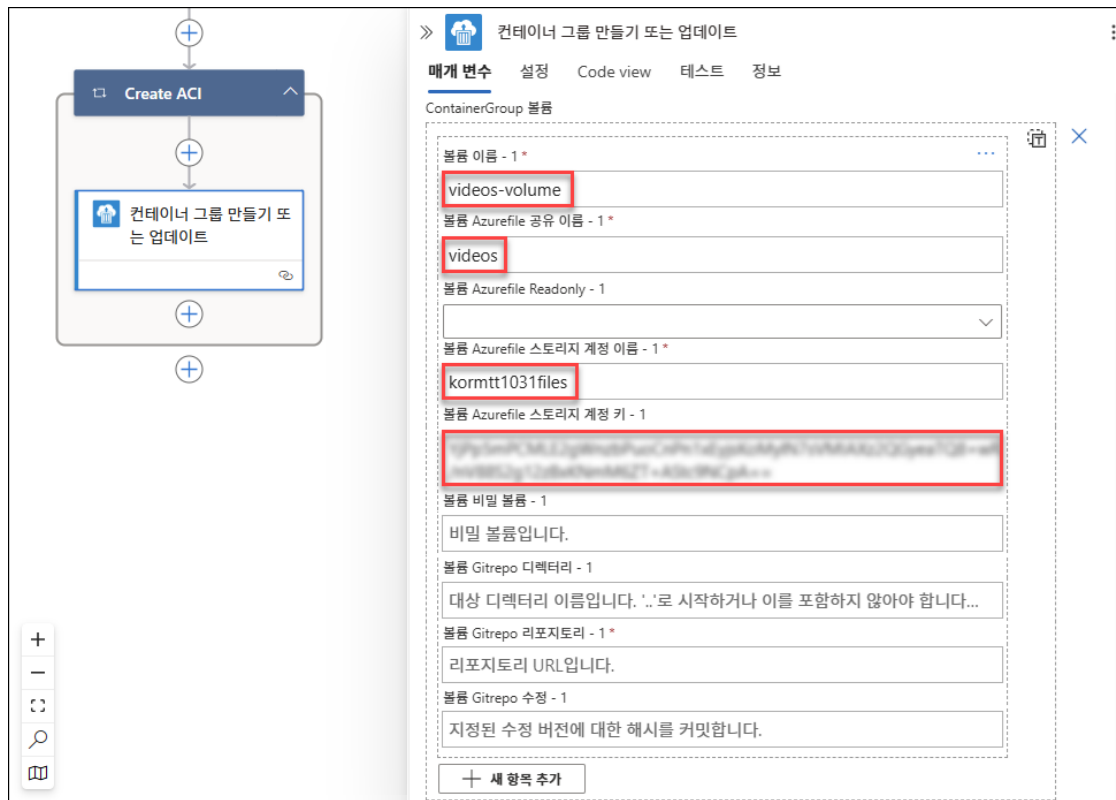 컨테이너 그룹 만들기 또는 업데이트
매개 변수 설정 Code view 테스트 정보
ContainerGroup 볼륨
Create ACI
컨테이너 그룹 만들기 또
는 업데이트
볼륨 이름 - 1 *
videos-volume
볼륨 Azurefile 공유 이름 - 1 *
videos
볼륨 Azurefile Readonly - 1
볼륨 Azurefile 스토리지 계정 이름 - 1 *
kormtt1031files
볼륨 Azurefile 스토리지 계정 키 - 1
볼륨 비밀 볼륨 - 1
비밀 볼륨입니다.
볼륨 Gitrepo 디렉터리 - 1
대상 디렉터리 이름입니다. '..'로 시작하거나 이를 포함하지 않아야 합니다...
볼륨 Gitrepo 리포지토리 - 1 *
리포지토리 URL입니다.
볼륨 Gitrepo 수정 - 1
지정된 수정 버전에 대한 해시를 커밋합니다.
새 항목 추가